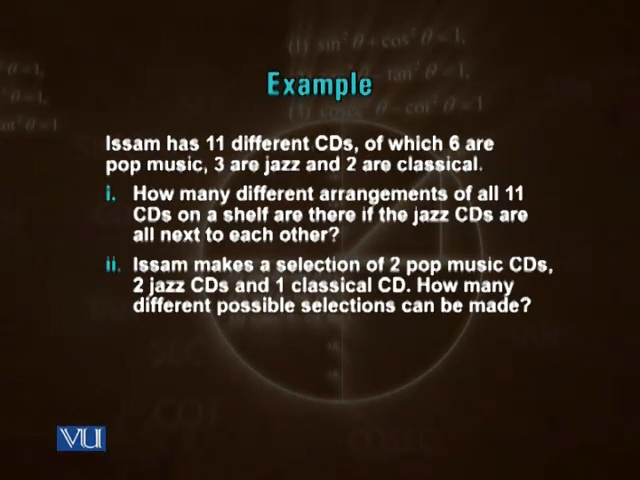 Example
Issam has 11 different CDs, of which 6 are
pop music, 3 are jazz and 2 are classical.
i. How many different arrangements of all 11
CDs on a shelf are there if the jazz CDs are
all next to each other?
ii. Issam makes a selection of 2 pop music CDs,
2 jazz CDs and 1 classical CD. How many
different possible selections can be made?
VU